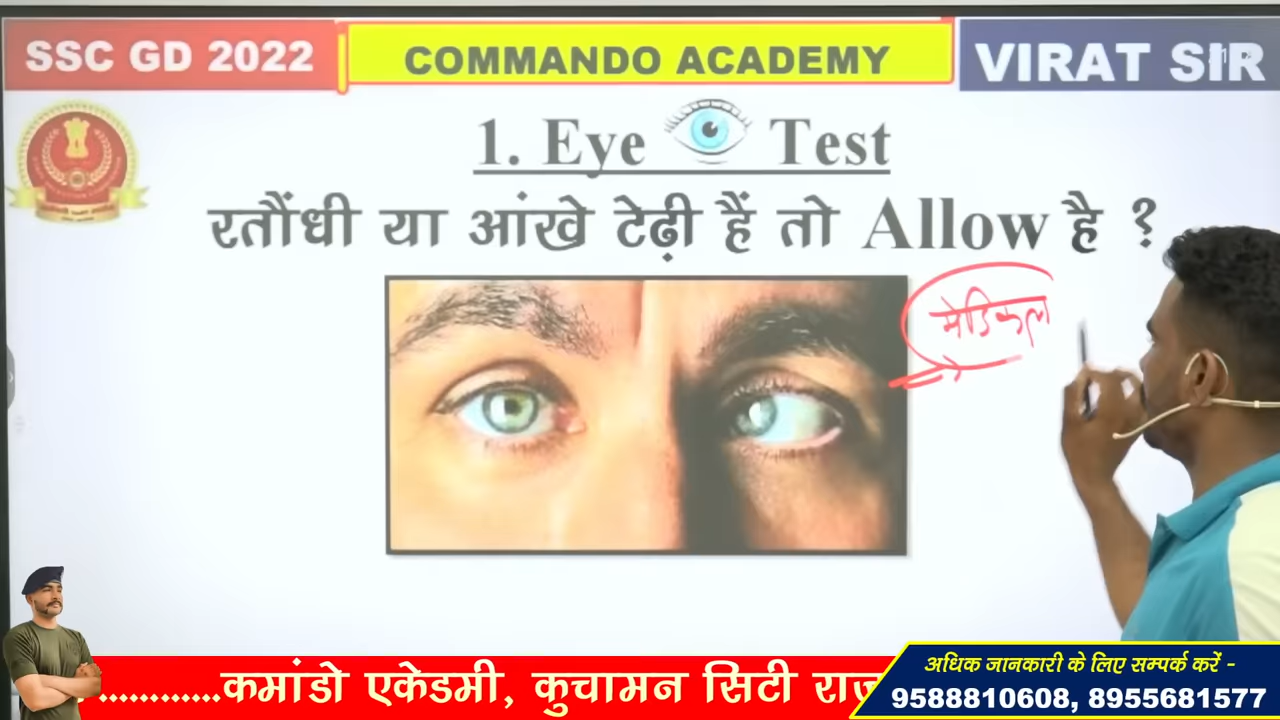 SSC GD 2022
COMMANDO ACADEMY
VIRAT SIR
1. Eye Test
रतौंधी या आंखे टेढ़ी हैं तो Allow है ?
मेडिकल
............कमांडो एकेडमी, कुचामन सिटी राज
अधिक जानकारी के लिए सम्पर्क करें -
9588810608, 8955681577